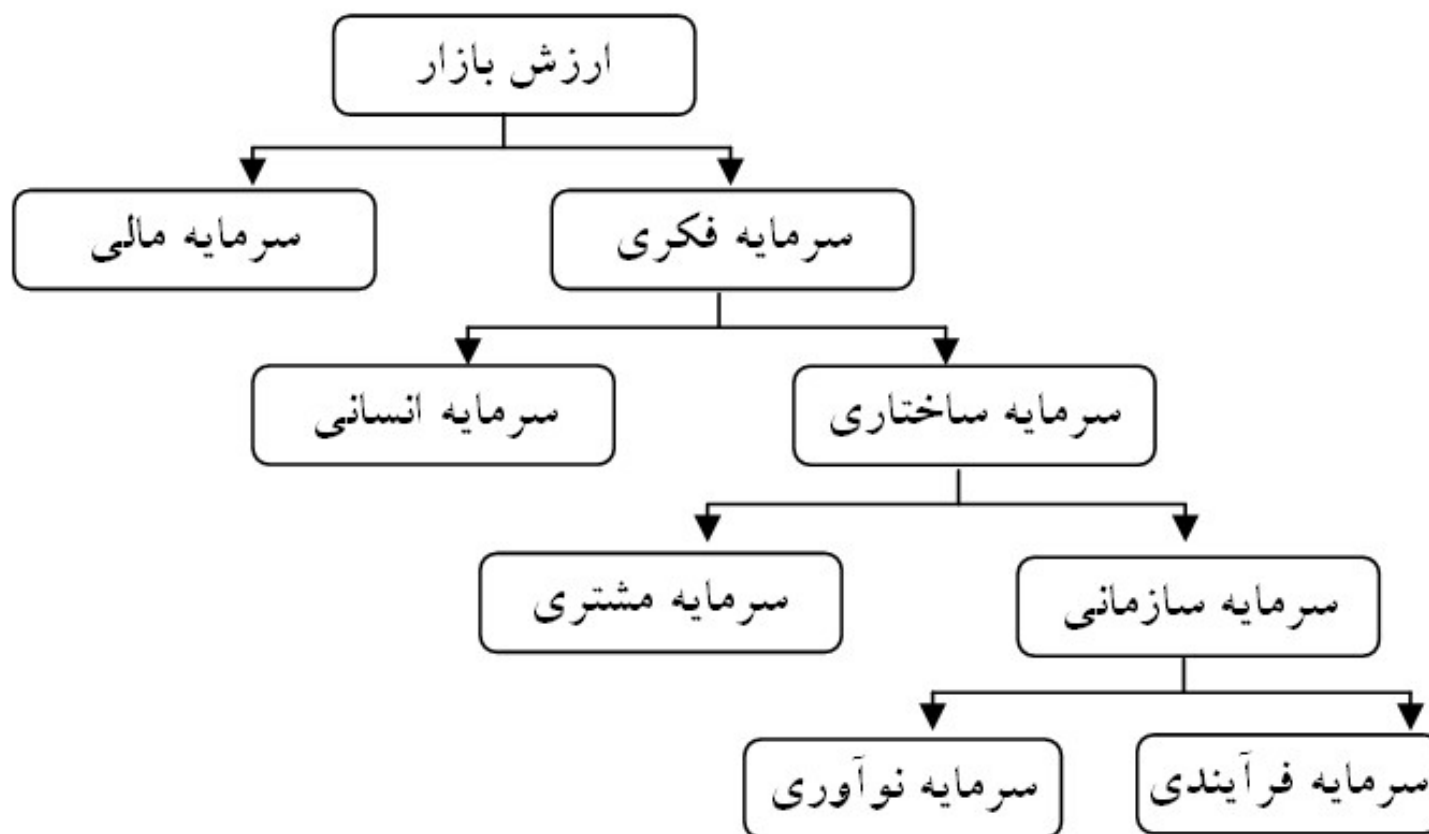 ارزش بازار
سرمایه فکری
سرمایه مالی
سرمایه ساختاری
سرمایه انسانی
سرمایه سازمانی
سرمایه مشتری
سرمایه فرآیندی
سرمایه نوآوری